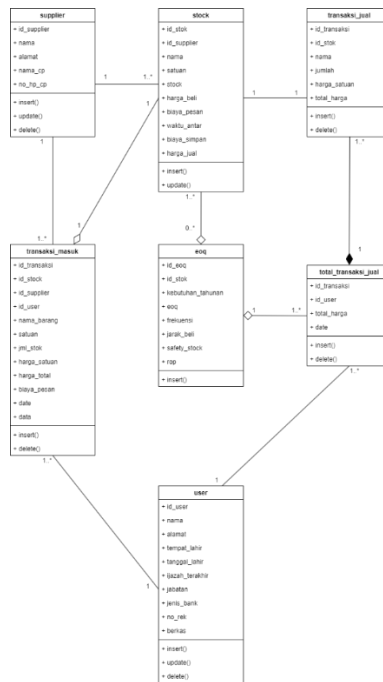 supplier
+ id_supplier
+ nama
+ alamat
+ nama_cp
+ no_hp_cp
+ insert()
+ update()
+ delete()
stock
+ id_stok
+ id_supplier
+ nama
+ satuan
+ stock
+ harga_beli
+ biaya_pesan
+ waktu_antar
+ biaya_simpan
+ harga_jual
+ insert()
+ update()
transaksi_jual
+ id_transaksi
+ id_stok
+ nama
+ jumlah
+ harga_satuan
+ total_harga
+ insert()
+ delete()
1
1..*
1
1
1
1
1..*
1
1..*
1..*
0..*
1
transaksi_masuk
+ id_transaksi
+ id_stock
+ id_supplier
+ id_user
+ nama_barang
+ satuan
+ jml_stok
+ harga_satuan
+ harga_total
+ biaya_pesan
+ date
+ data
+ insert()
+ delete()
eoq
+ id_eoq
+ id_stok
+ kebutuhan_tahunan
+ eoq
+ frekuensi
+ jarak_beli
+ safety_stock
+ rop
+ insert()
1
1..*
total_transaksi_jual
+ id_transaksi
+ id_user
+ total_harga
+ date
+ insert()
+ delete()
1..*
1..*
1
1
user
+ id_user
+ nama
+ alamat
+ tempat_lahir
+ tanggal_lahir
+ ijazah_terakhir
+ jabatan
+ jenis_bank
+ no_rek
+ berkas
+ insert()
+ update()
+ delete()